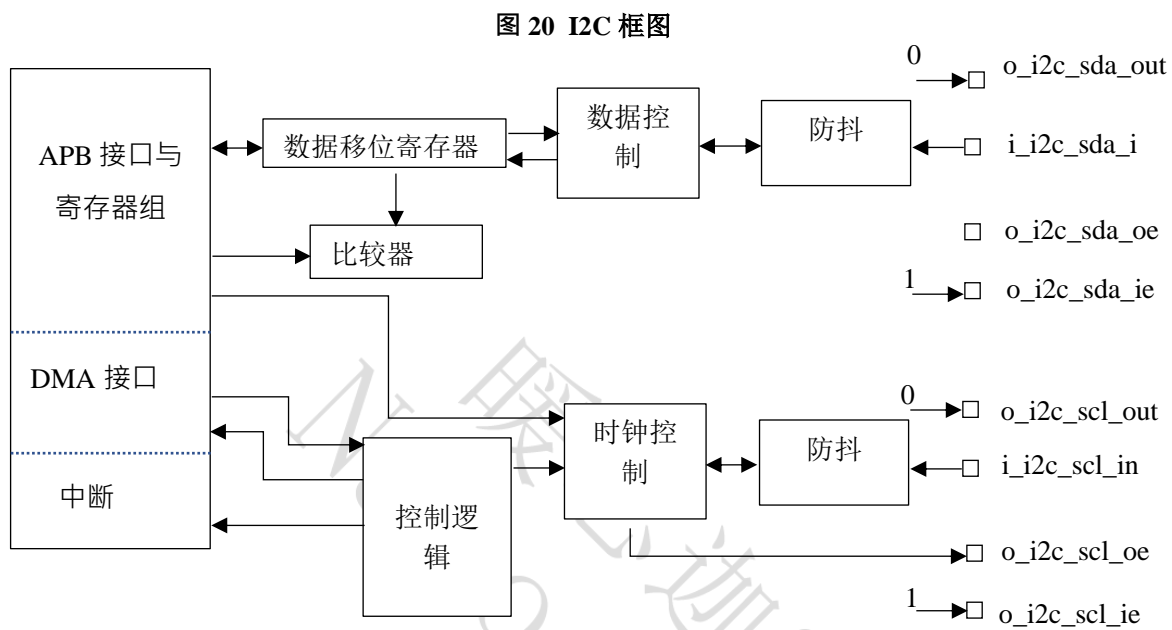 图 20 I2C 框图
APB 接口与
寄存器组
DMA 接口
中断
数据移位寄存器
比较器
数据控
制
防抖
0
o_i2c_sda_out
i_i2c_sda_i
o_i2c_sda_oe
1
o_i2c_sda_ie
控制逻
辑
时钟控
制
防抖
0
o_i2c_scl_out
i_i2c_scl_in
o_i2c_scl_oe
1
o_i2c_scl_ie